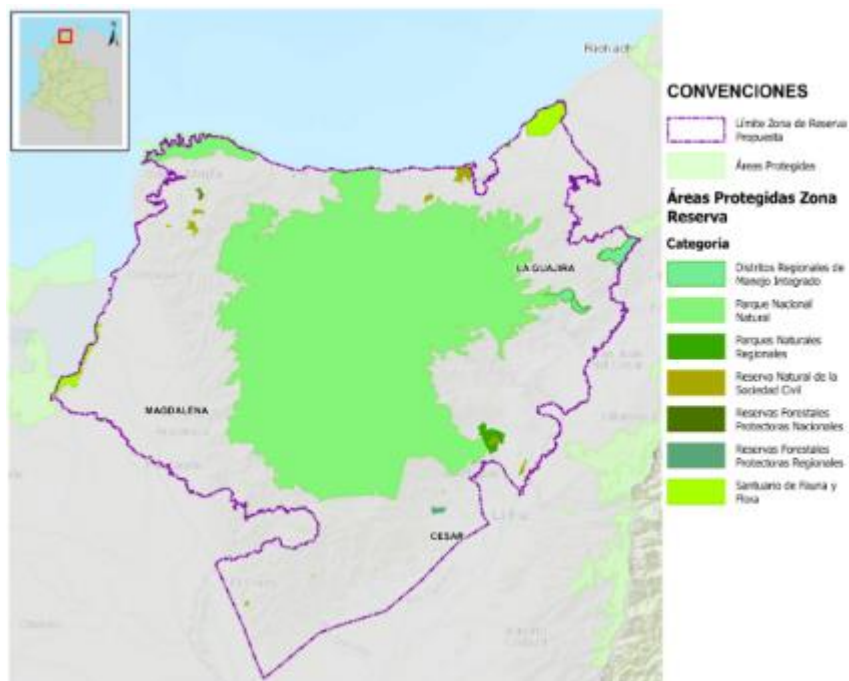 CONVENCIONES
Límite Zona de Reserva
Propuesta
Áreas Protegidas
Áreas Protegidas Zona
Reserva
Categoría
Distritos Regionales de
Manejo Integrado
Parque Nacional
Natural
Parques Naturales
Regionales
Reserva Natural de la
Sociedad Civil
Reservas Forestales
Protectoras Nacionales
Reservas Forestales
Protectoras Regionales
Santuario de Fauna y
Flora
LA GUAJIRA
MAGDALENA
CESAR